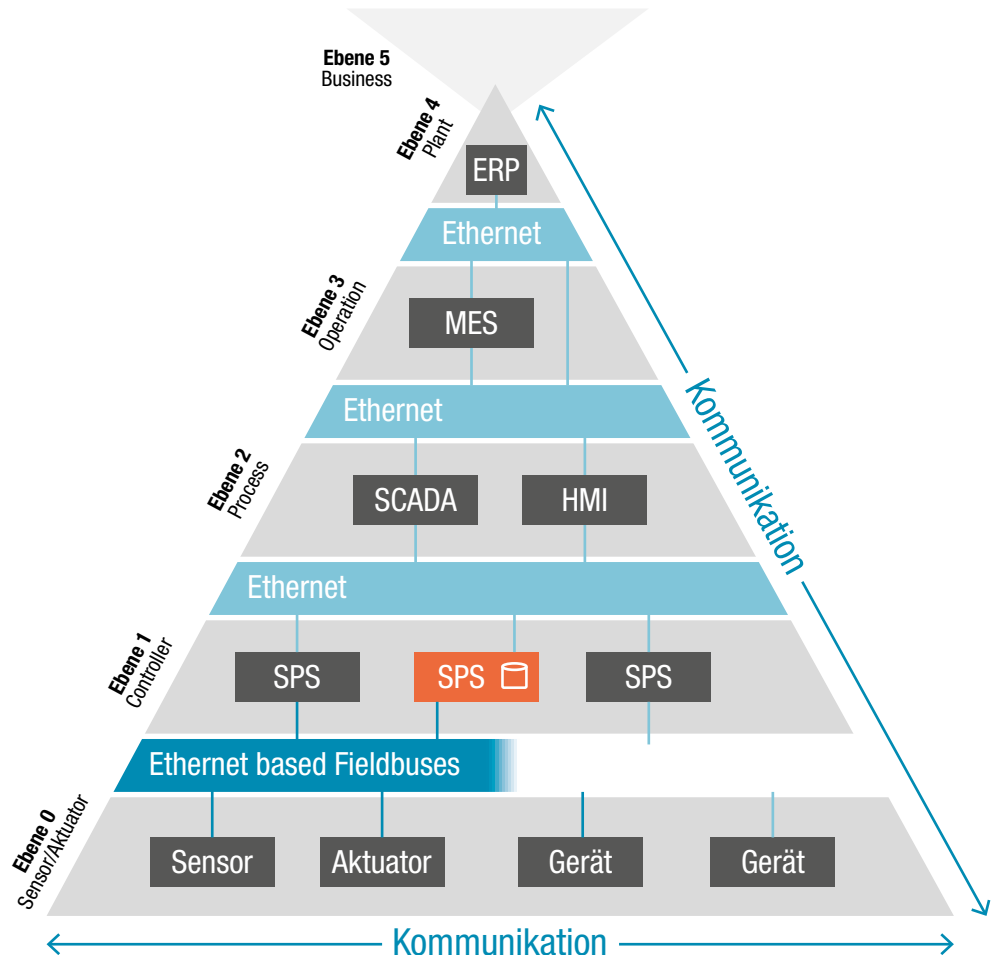 Ebene 5
Business
Ebene 4
Plant
ERP
Ethernet
Ebene 3
Operation
MES
Ethernet
Kommunikation
Ebene 2
Process
SCADA
HMI
Ethernet
Ebene 1
Controller
SPS
SPS
SPS
Ethernet based Fieldbuses
Ebene 0
Sensor/Aktuator
Sensor
Aktuator
Gerät
Gerät
Kommunikation